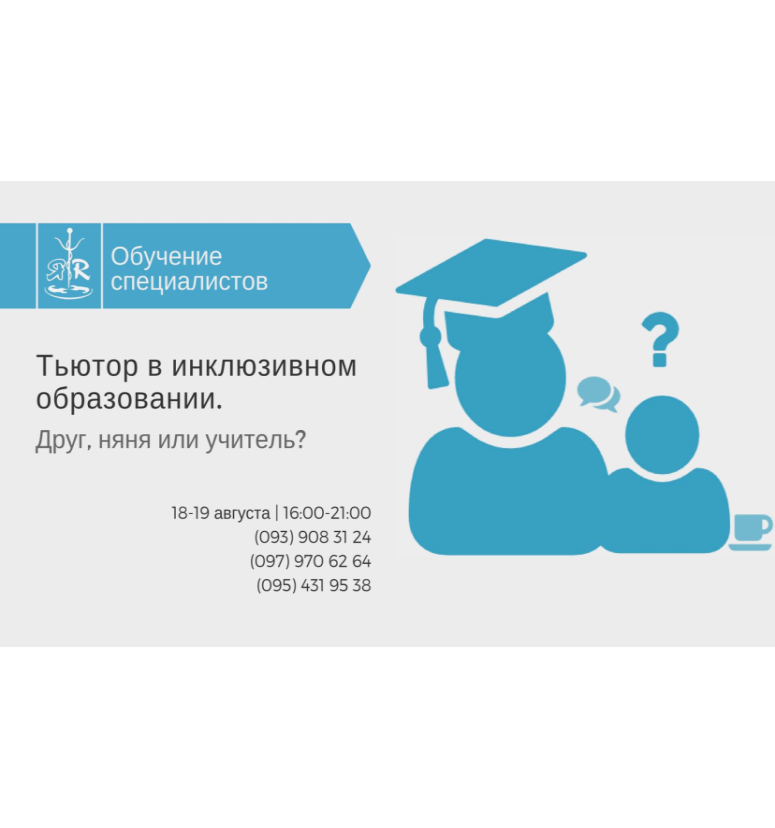 ЯR
Обучение
специалистов
Тьютор в инклюзивном
образовании.
Друг, няня или учитель?
18-19 августа | 16:00-21:00
(093) 908 31 24
(097) 970 62 64
(095) 431 95 38
?